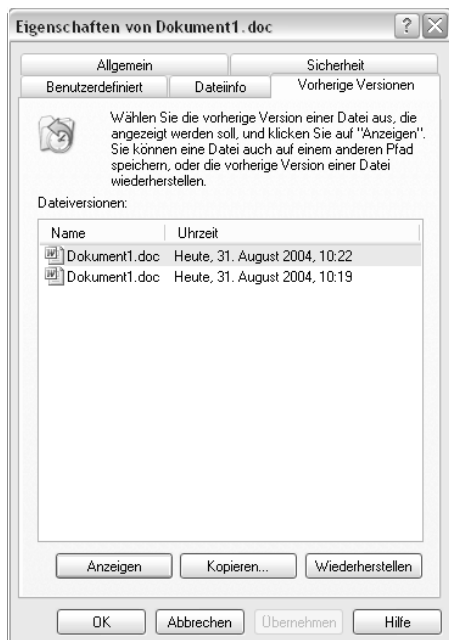 Eigenschaften von Dokument1.doc
Allgemein Sicherheit
Benutzerdefiniert Dateiinfo Vorherige Versionen
Wählen Sie die vorherige Version einer Datei aus, die
angezeigt werden soll, und klicken Sie auf "Anzeigen".
Sie können eine Datei auch auf einem anderen Pfad
speichern, oder die vorherige Version einer Datei
wiederherstellen.
Dateiversionen:
Name Uhrzeit
Dokument1.doc Heute, 31. August 2004, 10:22
Dokument1.doc Heute, 31. August 2004, 10:19
Anzeigen Kopieren... Wiederherstellen
OK Abbrechen Übernehmen Hilfe